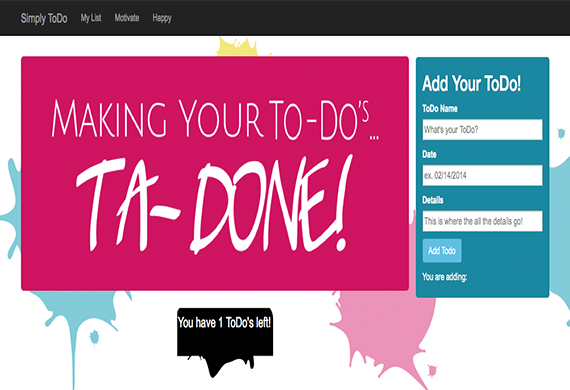 Simply ToDo My List Motivate Happy
MAKING YOUR TO-DO'S...
TA-DONE!
Add Your ToDo!
ToDo Name
What's your ToDo?
Date
ex. 02/14/2014
Details
This is where the all the details go!
Add Todo
You are adding:
You have 1 ToDo's left!